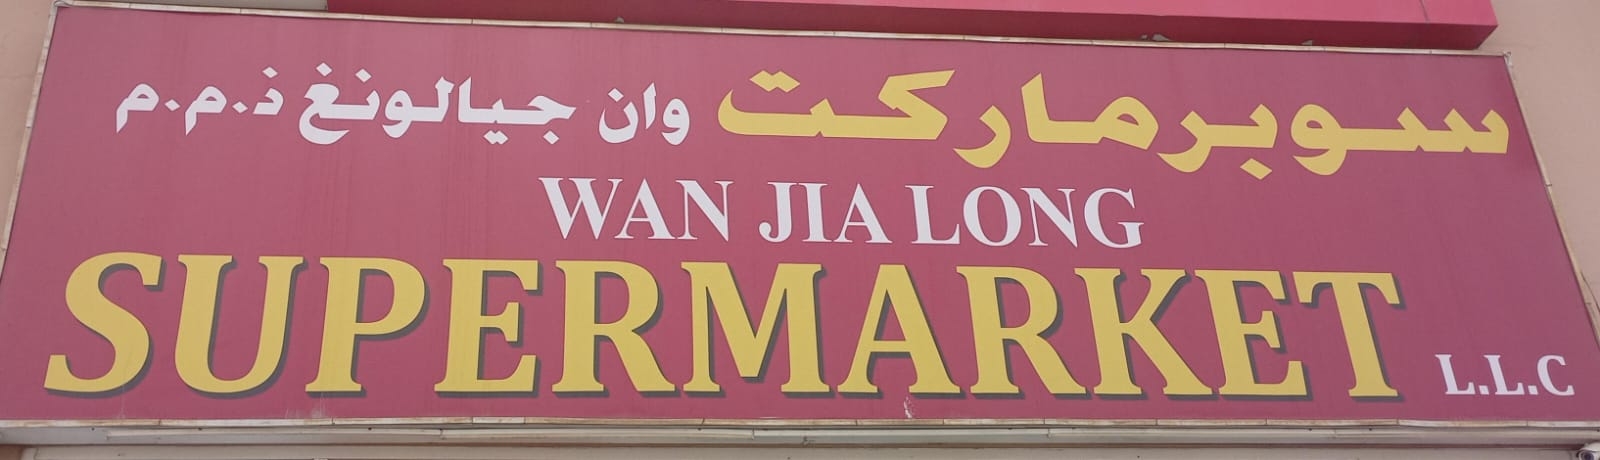 سوبرماركت وان جيالونغ ذ.م.م
WAN JIA LONG
SUPERMARKET L.L.C